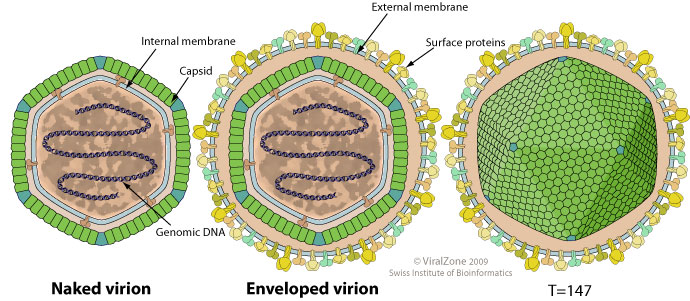 External membrane
Internal membrane
Surface proteins
Capsid
Genomic DNA
© ViralZone 2009
Swiss Institute of Bioinformatics
Naked virion
Enveloped virion
T=147